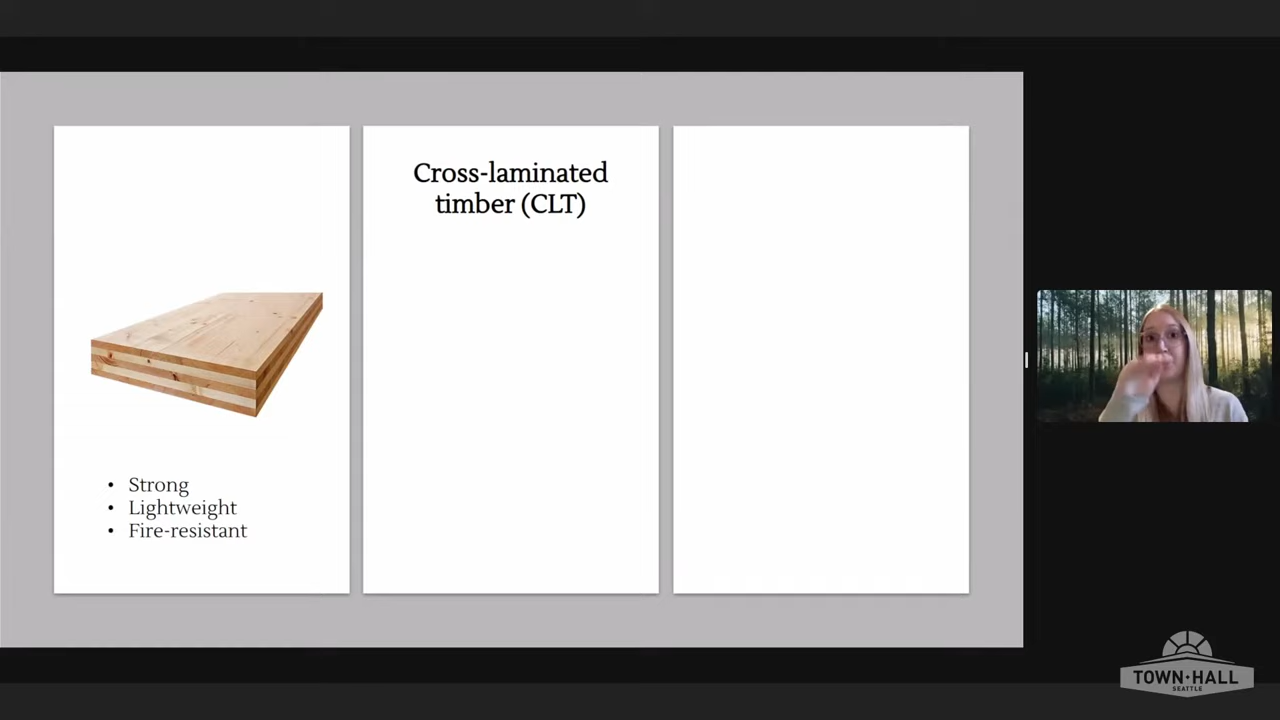 Cross-laminated
timber (CLT)
• Strong
• Lightweight
• Fire-resistant
TOWN·HALL
SEATTLE